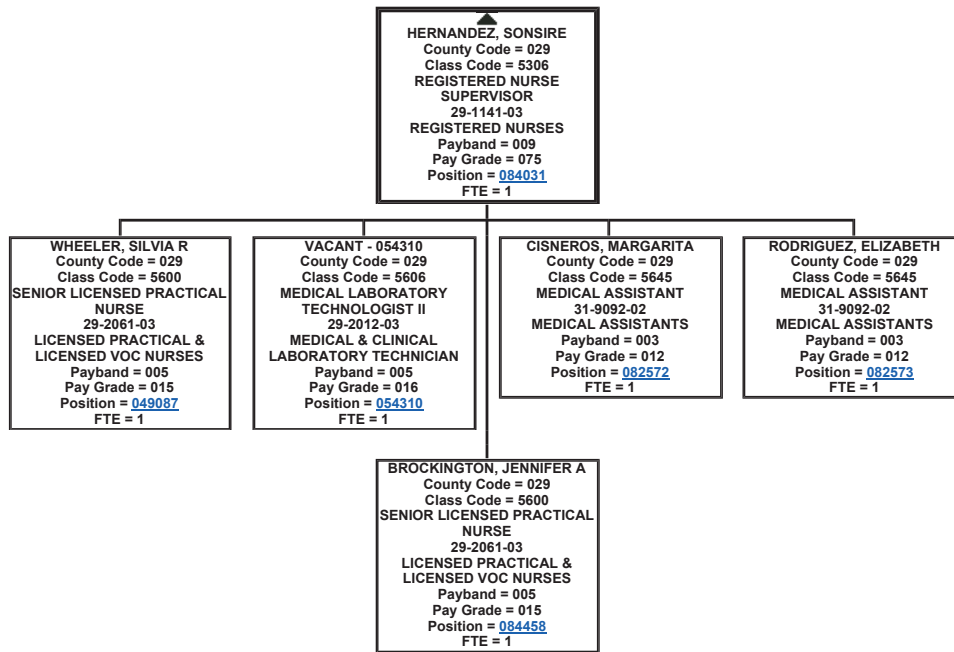 HERNANDEZ, SONSIRE
County Code = 029
Class Code = 5306
REGISTERED NURSE
SUPERVISOR
29-1141-03
REGISTERED NURSES
Payband = 009
Pay Grade = 075
Position = 084031
FTE = 1
WHEELER, SILVIA R
County Code = 029
Class Code = 5600
SENIOR LICENSED PRACTICAL
NURSE
29-2061-03
LICENSED PRACTICAL &
LICENSED VOC NURSES
Payband = 005
Pay Grade = 015
Position = 049087
FTE = 1
VACANT - 054310
County Code = 029
Class Code = 5606
MEDICAL LABORATORY
TECHNOLOGIST II
29-2012-03
MEDICAL & CLINICAL
LABORATORY TECHNICIAN
Payband = 005
Pay Grade = 016
Position = 054310
FTE = 1
CISNEROS, MARGARITA
County Code = 029
Class Code = 5645
MEDICAL ASSISTANT
31-9092-02
MEDICAL ASSISTANTS
Payband = 003
Pay Grade = 012
Position = 082572
FTE = 1
RODRIGUEZ, ELIZABETH
County Code = 029
Class Code = 5645
MEDICAL ASSISTANT
31-9092-02
MEDICAL ASSISTANTS
Payband = 003
Pay Grade = 012
Position = 082573
FTE = 1
BROCKINGTON, JENNIFER A
County Code = 029
Class Code = 5600
SENIOR LICENSED PRACTICAL
NURSE
29-2061-03
LICENSED PRACTICAL &
LICENSED VOC NURSES
Payband = 005
Pay Grade = 015
Position = 084458
FTE = 1